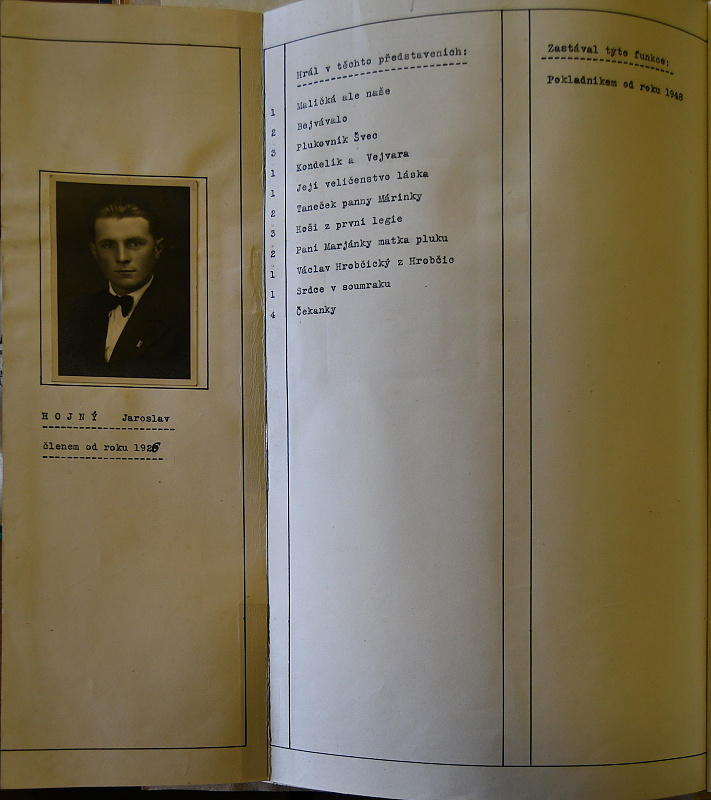 HOJNÝ Jaroslav
členem od roku 1926
Hrál v těchto představeních:
1 Maličká ale naše
2 Bejvávalo
3 Plukovník Švec
1 Kondelík a Vejvara
1 Její veličenstvo láska
2 Taneček panny Márinky
3 Hoši z první legie
2 Paní Marjánky matka pluku
1 Václav Hrobčický z Hrobčic
1 Srdce v soumraku
4 Čekanky
Zastával tyto funkce:
Pokladníkem od roku 1948